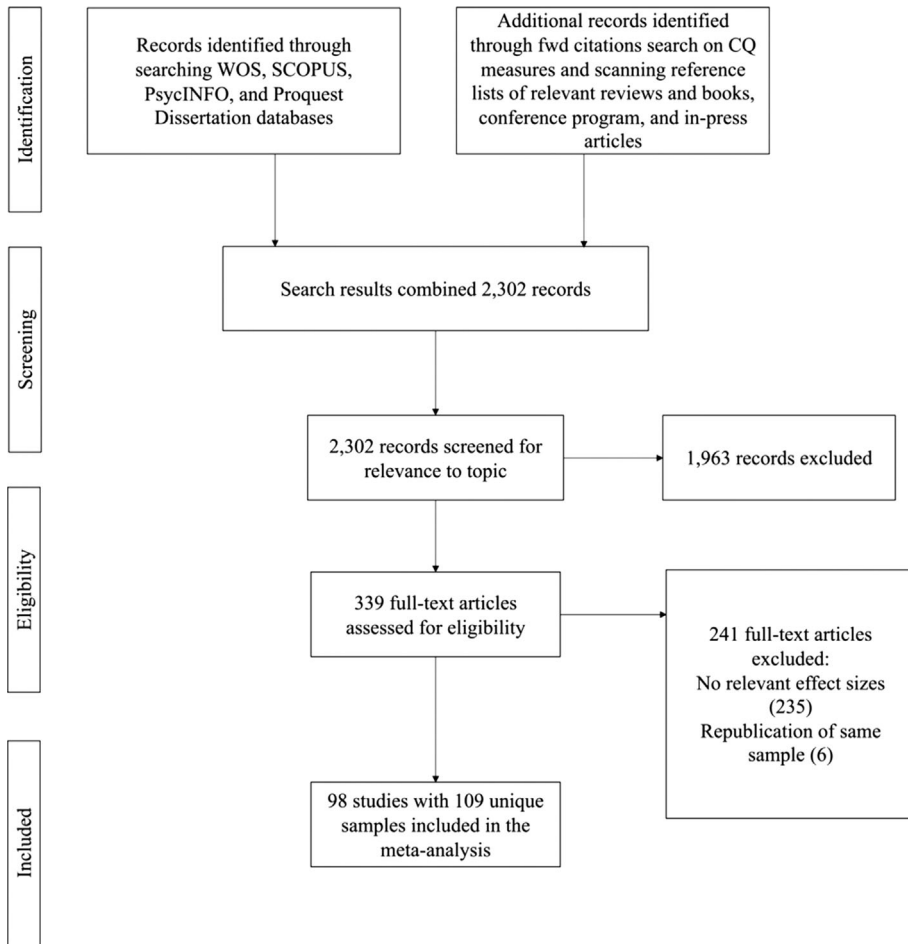 Identification
Records identified through
searching WOS, SCOPUS,
PsycINFO, and Proquest
Dissertation databases
Additional records identified
through fwd citations search on CQ
measures and scanning reference
lists of relevant reviews and books,
conference program, and in-press
articles
Screening
Search results combined 2,302 records
2,302 records screened for
relevance to topic
1,963 records excluded
Eligibility
339 full-text articles
assessed for eligibility
241 full-text articles
excluded:
No relevant effect sizes
(235)
Republication of same
sample (6)
Included
98 studies with 109 unique
samples included in the
meta-analysis